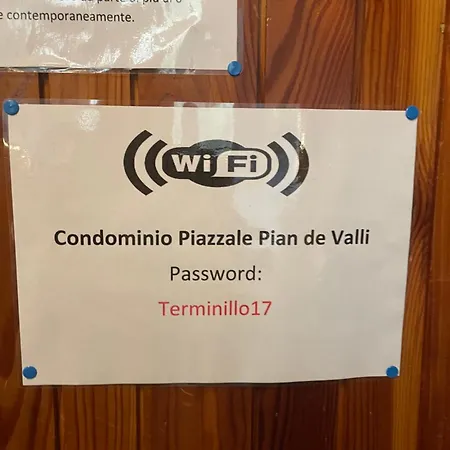 e contemporaneamente.
WiFi
Condominio Piazzale Pian de Valli
Password:
Terminillo17